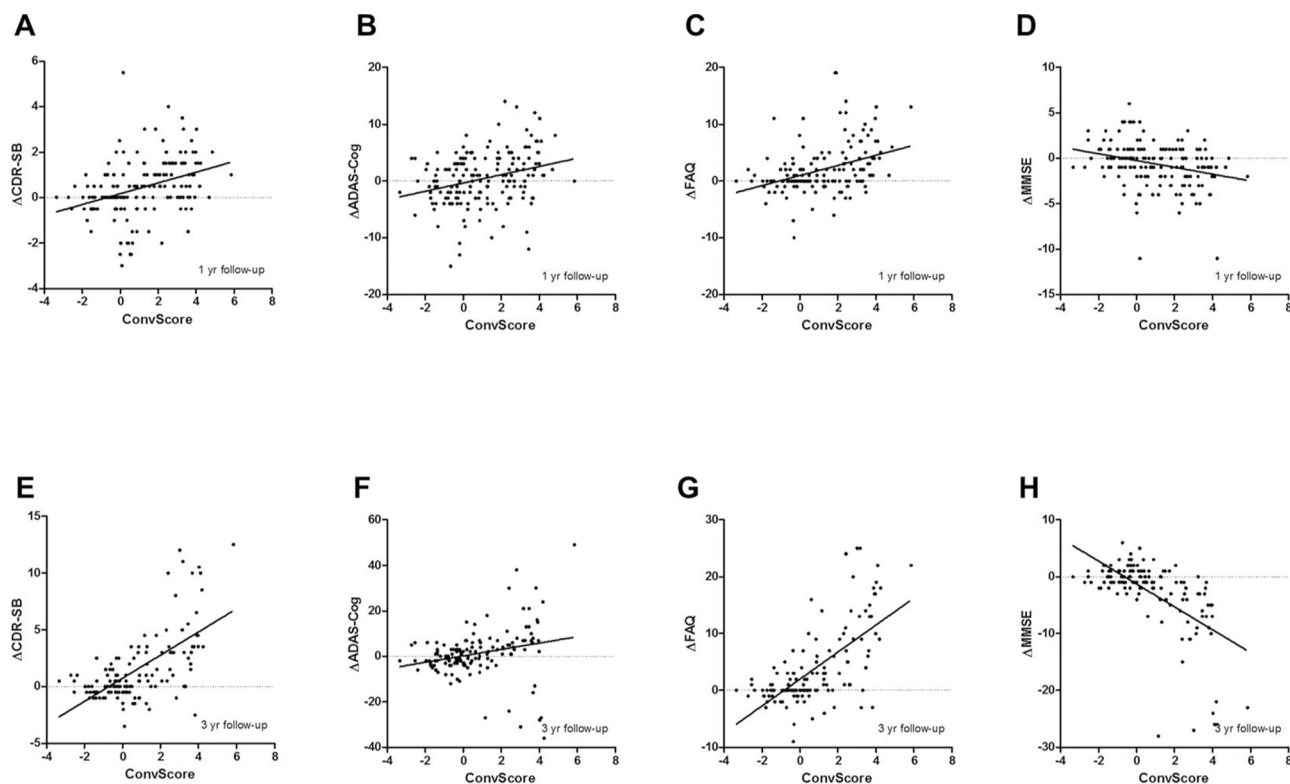 A
B
C
D
6
4
2
0
-2
-4
ΔCDR-SB
-4 -2 0 2 4 6 8
ConvScore
1 yr follow-up
20
10
0
-10
-20
ΔADAS-Cog
-4 -2 0 2 4 6 8
ConvScore
1 yr follow-up
20
10
0
-10
-20
ΔFAQ
-4 -2 0 2 4 6 8
ConvScore
1 yr follow-up
10
5
0
-5
-10
-15
ΔMMSE
-4 -2 0 2 4 6 8
ConvScore
1 yr follow-up
E
F
G
H
15
10
5
0
-5
ΔCDR-SB
-4 -2 0 2 4 6 8
ConvScore
3 yr follow-up
60
40
20
0
-20
-40
ΔADAS-Cog
-4 -2 0 2 4 6 8
ConvScore
3 yr follow-up
30
20
10
0
-10
ΔFAQ
-4 -2 0 2 4 6 8
ConvScore
3 yr follow-up
10
0
-10
-20
-30
ΔMMSE
-4 -2 0 2 4 6 8
ConvScore
3 yr follow-up